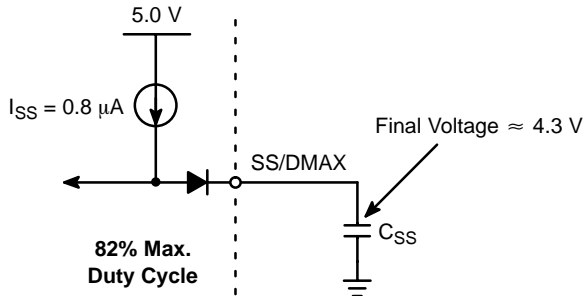 5.0 V
I_SS = 0.8 μA
Final Voltage ≈ 4.3 V
SS/DMAX
C_SS
82% Max.
Duty Cycle